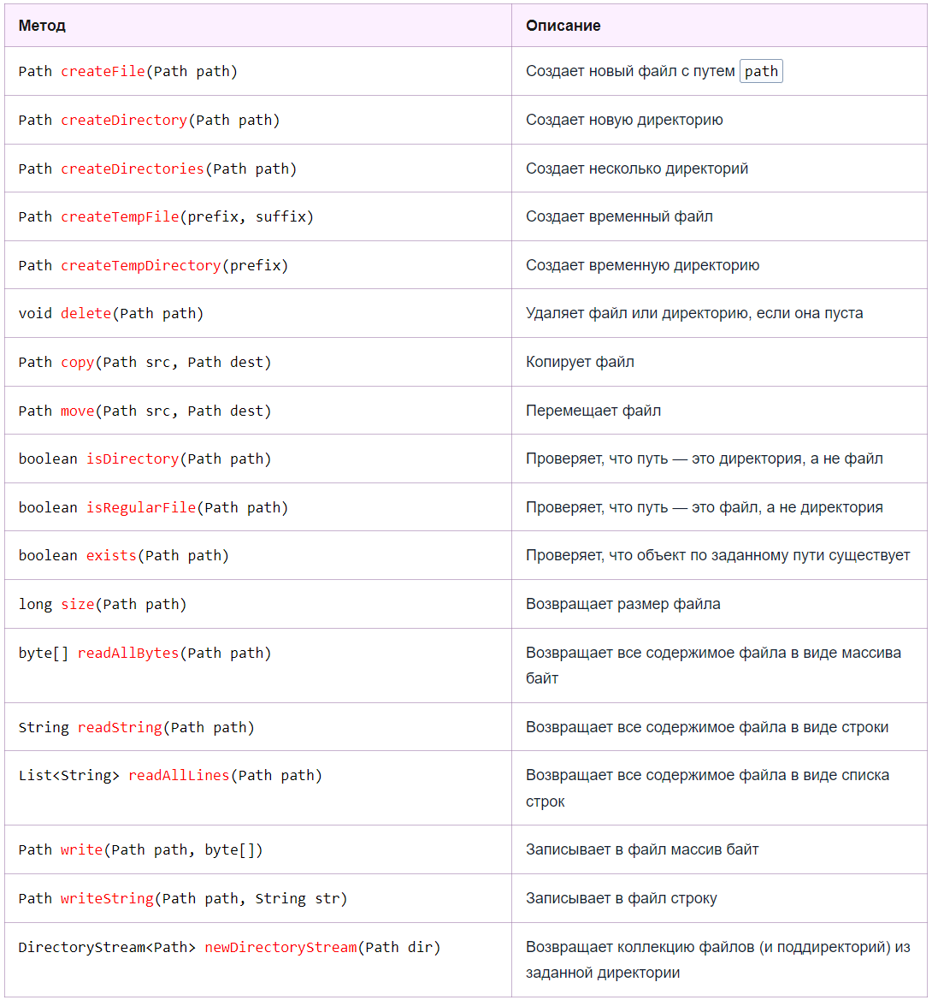 Метод Описание
Path createFile(Path path) Создает новый файл с путем path
Path createDirectory(Path path) Создает новую директорию
Path createDirectories(Path path) Создает несколько директорий
Path createTempFile(prefix, suffix) Создает временный файл
Path createTempDirectory(prefix) Создает временную директорию
void delete(Path path) Удаляет файл или директорию, если она пуста
Path copy(Path src, Path dest) Копирует файл
Path move(Path src, Path dest) Перемещает файл
boolean isDirectory(Path path) Проверяет, что путь — это директория, а не файл
boolean isRegularFile(Path path) Проверяет, что путь — это файл, а не директория
boolean exists(Path path) Проверяет, что объект по заданному пути существует
long size(Path path) Возвращает размер файла
byte[] readAllBytes(Path path) Возвращает все содержимое файла в виде массива
байт
String readString(Path path) Возвращает все содержимое файла в виде строки
List<String> readAllLines(Path path) Возвращает все содержимое файла в виде списка
строк
Path write(Path path, byte[]) Записывает в файл массив байт
Path writeString(Path path, String str) Записывает в файл строку
DirectoryStream<Path> newDirectoryStream(Path dir) Возвращает коллекцию файлов (и поддиректорий) из
заданной директории